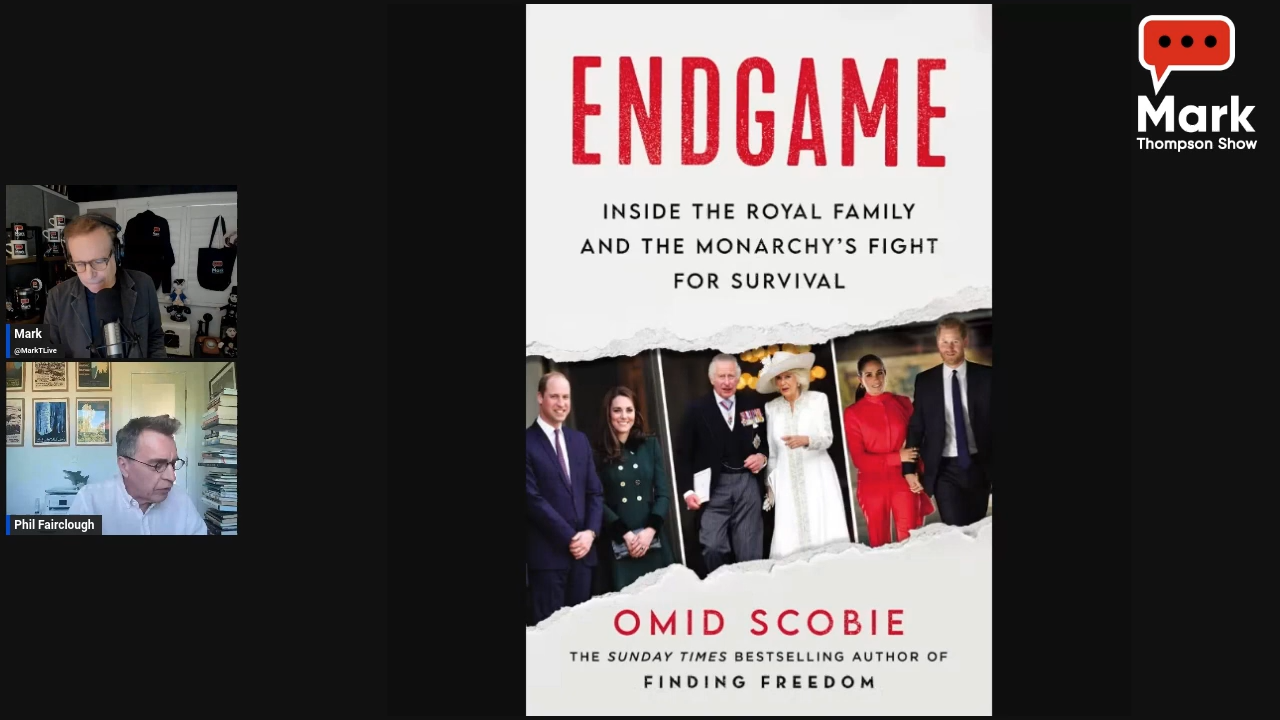 ENDGAME
INSIDE THE ROYAL FAMILY
AND THE MONARCHY'S FIGHT
FOR SURVIVAL
OMID SCOBIE
THE SUNDAY TIMES BESTSELLING AUTHOR OF
FINDING FREEDOM
Mark
Thompson Show
Mark
@MarkTLive
Phil Fairclough